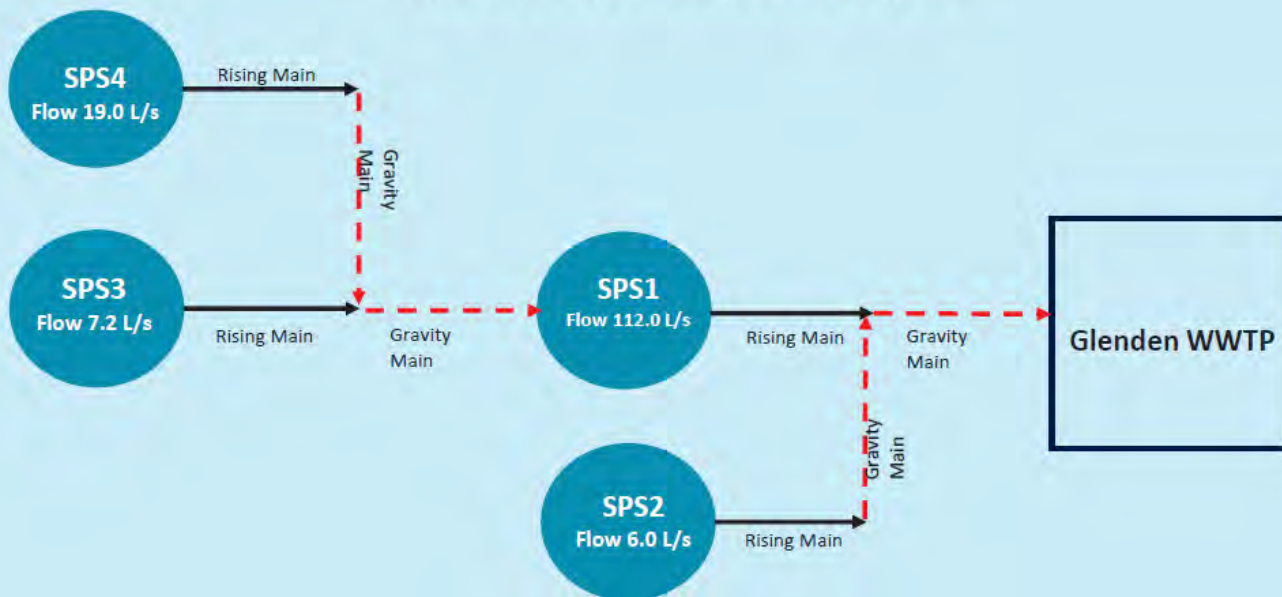 SPS4
Flow 19.0 L/s
Rising Main
Gravity
Main
SPS3
Flow 7.2 L/s
Rising Main
Gravity
Main
SPS1
Flow 112.0 L/s
Rising Main
Gravity
Main
Glenden WWTP
Gravity
Main
SPS2
Flow 6.0 L/s
Rising Main